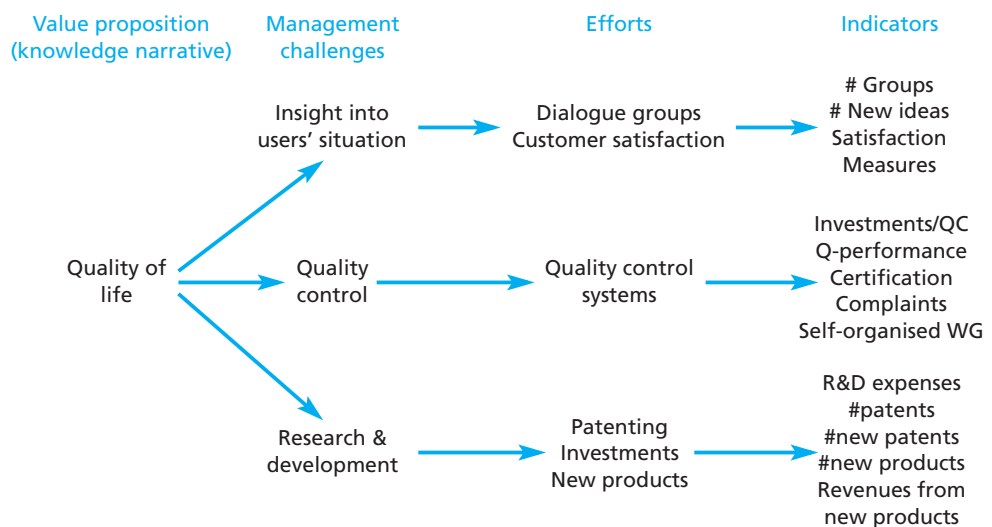 Value proposition
(knowledge narrative)
Management
challenges
Efforts
Indicators
Insight into
users’ situation
Dialogue groups
Customer satisfaction
# Groups
# New ideas
Satisfaction
Measures
Quality of
life
Quality
control
Quality control
systems
Investments/QC
Q-performance
Certification
Complaints
Self-organised WG
Research &
development
Patenting
Investments
New products
R&D expenses
#patents
#new patents
#new products
Revenues from
new products